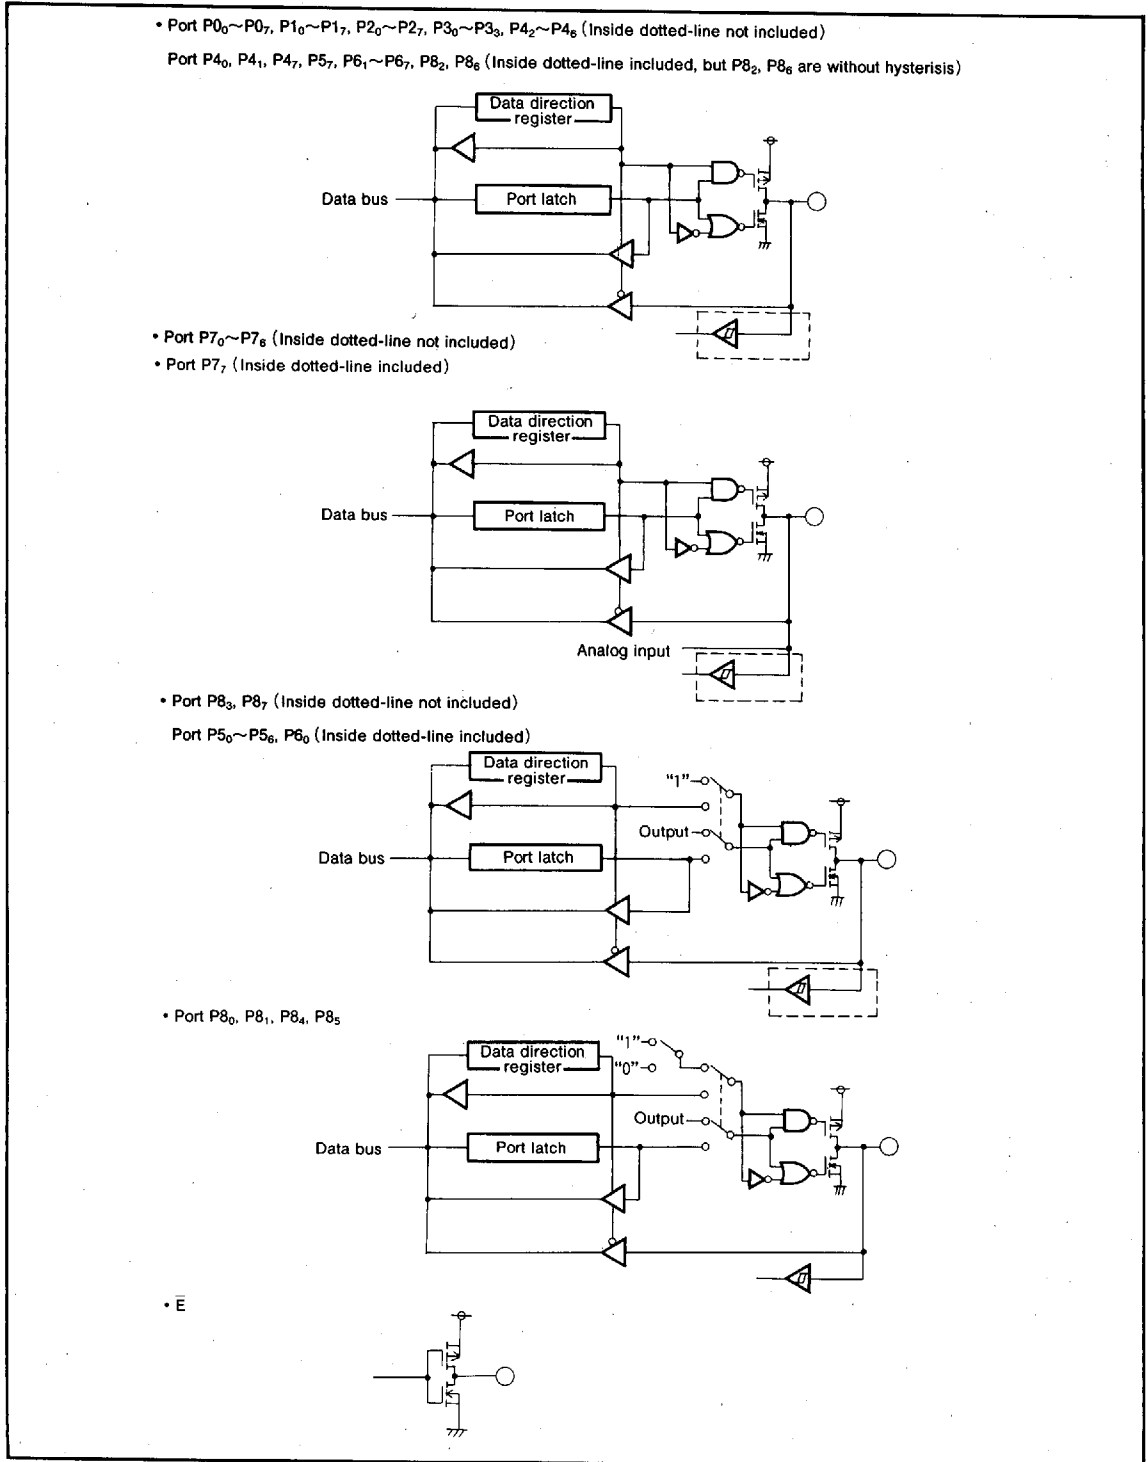 • Port P0₀~P0₇, P1₀~P1₇, P2₀~P2₇, P3₀~P3₃, P4₂~P4₆ (Inside dotted-line not included)
Port P4₀, P4₁, P4₇, P5₇, P6₁~P6₇, P8₂, P8₆ (Inside dotted-line included, but P8₂, P8₆ are without hysterisis)
Data direction
register
Data bus
Port latch
• Port P7₀~P7₆ (Inside dotted-line not included)
• Port P7₇ (Inside dotted-line included)
Data direction
register
Data bus
Port latch
Analog input
• Port P8₃, P8₇ (Inside dotted-line not included)
Port P5₀~P5₆, P6₀ (Inside dotted-line included)
Data direction
register
"1"
Output
Data bus
Port latch
• Port P8₀, P8₁, P8₄, P8₅
Data direction
register
"1"
"0"
Output
Data bus
Port latch
• E̅